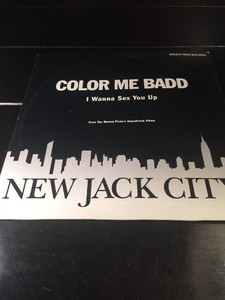 COLOR ME BADD
I Wanna Sex You Up
From The Motion Picture Soundtrack Album
NEW JACK CITY